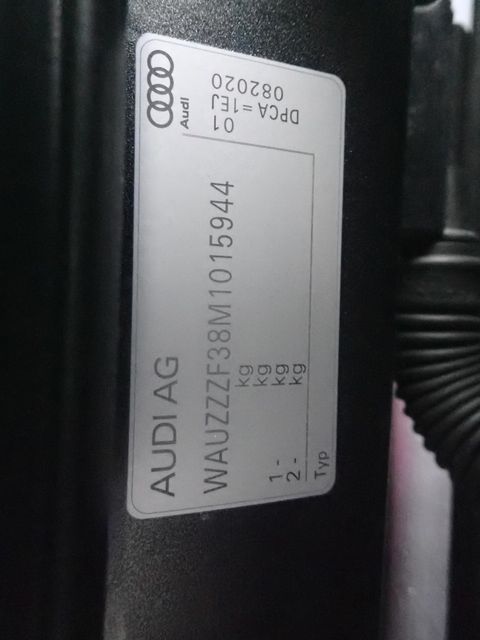 AUDI AG
Audi
WAUZZZF38M1015944
kg
kg
1 - kg
2 - kg
Typ
01
DPCA =1EJ
082020